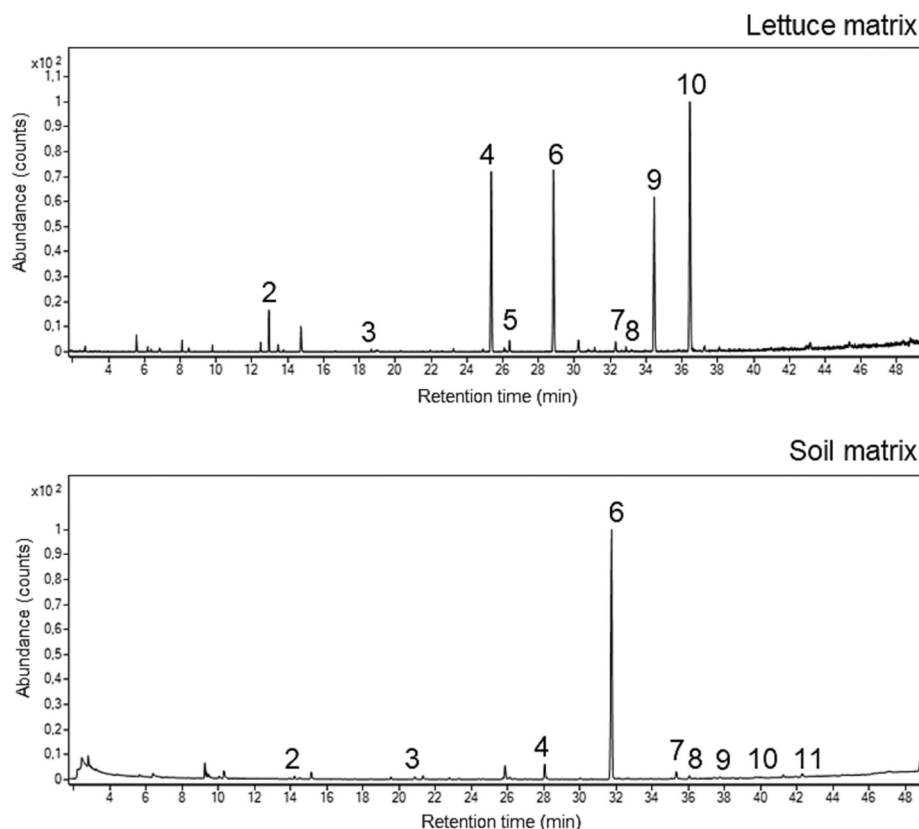 Lettuce matrix
x10 2
1,1
1
0,9
0,8
0,7
0,6
0,5
0,4
0,3
0,2
0,1
0
Abundance (counts)
2 3 4 5 6 7 8 9 10
4 6 8 10 12 14 16 18 20 22 24 26 28 30 32 34 36 38 40 42 44 46 48
Retention time (min)
Soil matrix
x10 2
1
0,9
0,8
0,7
0,6
0,5
0,4
0,3
0,2
0,1
0
Abundance (counts)
2 3 4 6 7 8 9 10 11
4 6 8 10 12 14 16 18 20 22 24 26 28 30 32 34 36 38 40 42 44 46 48
Retention time (min)